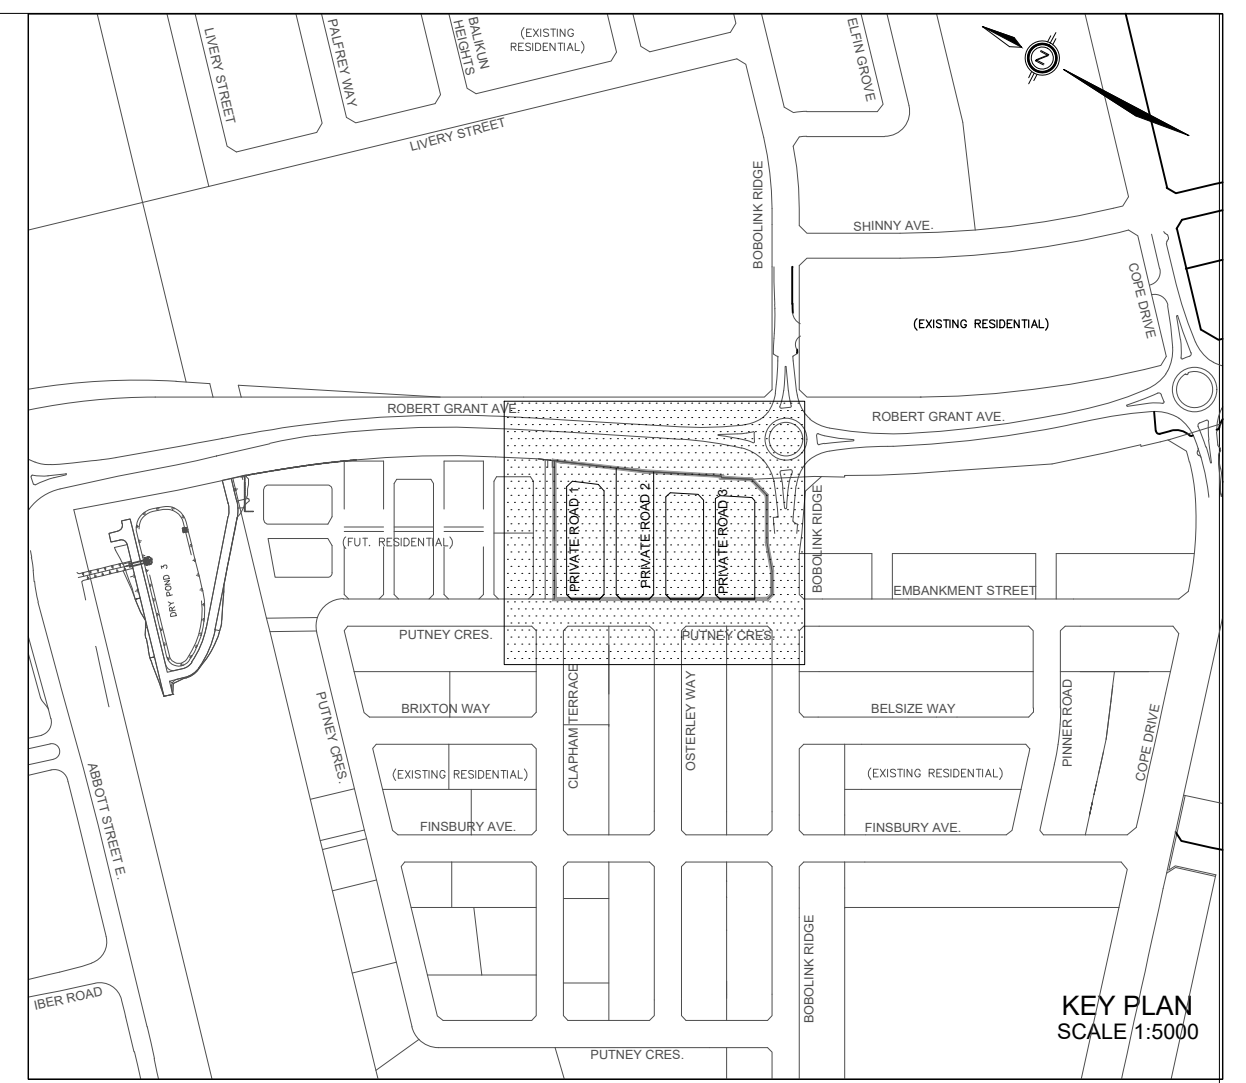 LIVERY STREET
PALFREY WAY
BALIKUN
HEIGHTS
(EXISTING
RESIDENTIAL)
ELFIN GROVE
Z
LIVERY STREET
BOBOLINK RIDGE
SHINNY AVE.
COPE DRIVE
(EXISTING RESIDENTIAL)
ROBERT GRANT AVE.
ROBERT GRANT AVE.
PRIVATE ROAD 1
PRIVATE ROAD 2
PRIVATE ROAD 3
BOBOLINK RIDGE
(FUT. RESIDENTIAL)
DRY POND 3
EMBANKMENT STREET
PUTNEY CRES.
PUTNEY CRES.
PUTNEY CRES.
BRIXTON WAY
CLAPHAM TERRACE
OSTERLEY WAY
BELSIZE WAY
PINNER ROAD
COPE DRIVE
ABBOTT STREET E.
(EXISTING RESIDENTIAL)
(EXISTING RESIDENTIAL)
FINSBURY AVE.
FINSBURY AVE.
BOBOLINK RIDGE
IBER ROAD
PUTNEY CRES.
KEY PLAN
SCALE 1:5000